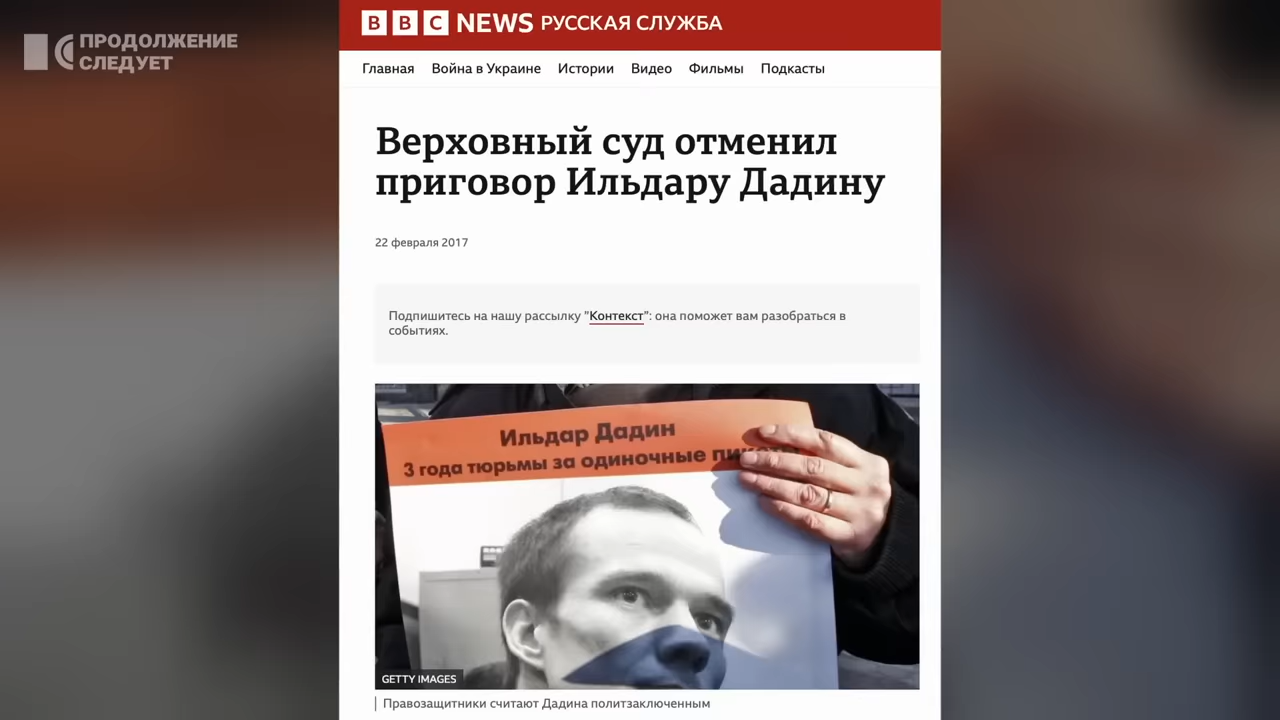 ПРОДОЛЖЕНИЕ
СЛЕДУЕТ
BBC NEWS РУССКАЯ СЛУЖБА
Главная Война в Украине Истории Видео Фильмы Подкасты
Верховный суд отменил
приговор Ильдару Дадину
22 февраля 2017
Подпишитесь на нашу рассылку "Контекст": она поможет вам разобраться в
событиях.
Ильдар Дадин
3 года тюрьмы за одиночные
GETTY IMAGES
Правозащитники считают Дадина политзаключенным